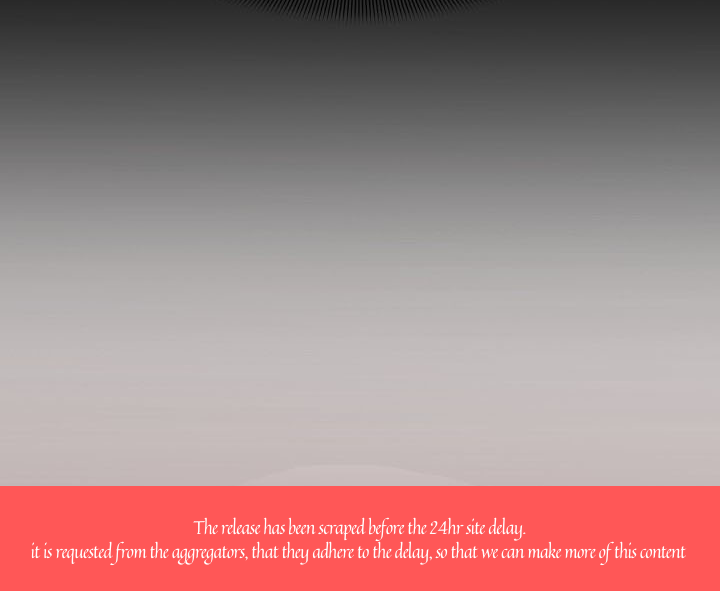 The release has been scraped before the 24hr site delay.
it is requested from the aggregators, that they adhere to the delay, so that we can make more of this content